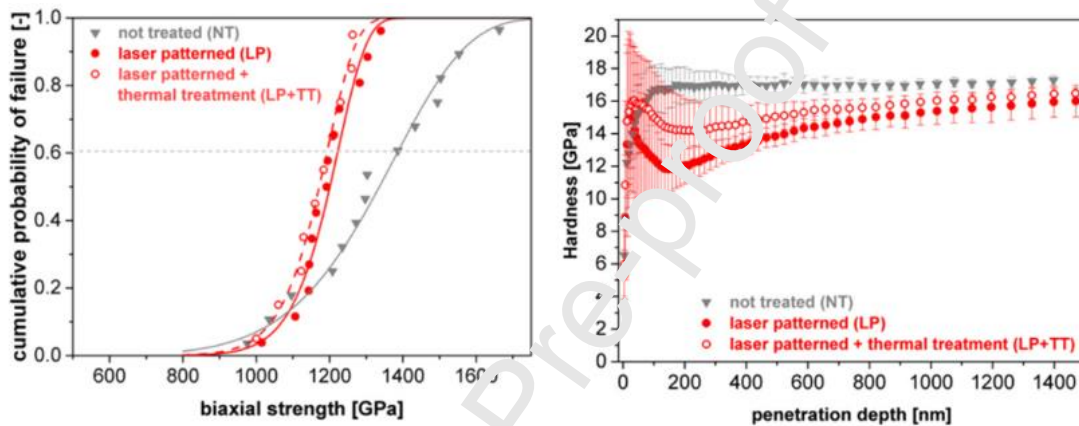 not treated (NT)
laser patterned (LP)
laser patterned +
thermal treatment (LP+TT)
cumulative probability of failure [-]
1.0
0.8
0.6
0.4
0.2
0.0
600
800
1000
1200
1400
1600
biaxial strength [GPa]
Hardness [GPa]
20
18
16
14
12
10
8
6
2
0
not treated (NT)
laser patterned (LP)
laser patterned + thermal treatment (LP+TT)
0
200
400
600
800
1000
1200
1400
penetration depth [nm]
Pre-proof